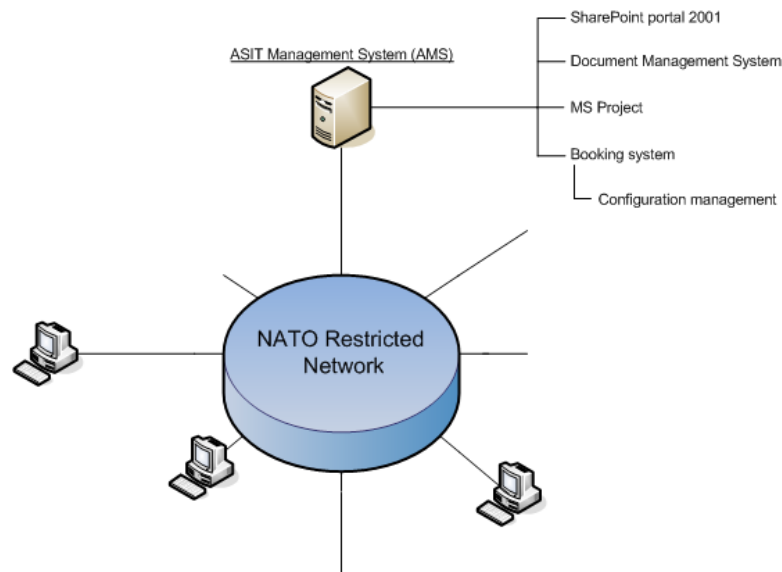 SharePoint portal 2001
ASIT Management System (AMS)
Document Management System
MS Project
Booking system
Configuration management
NATO Restricted
Network